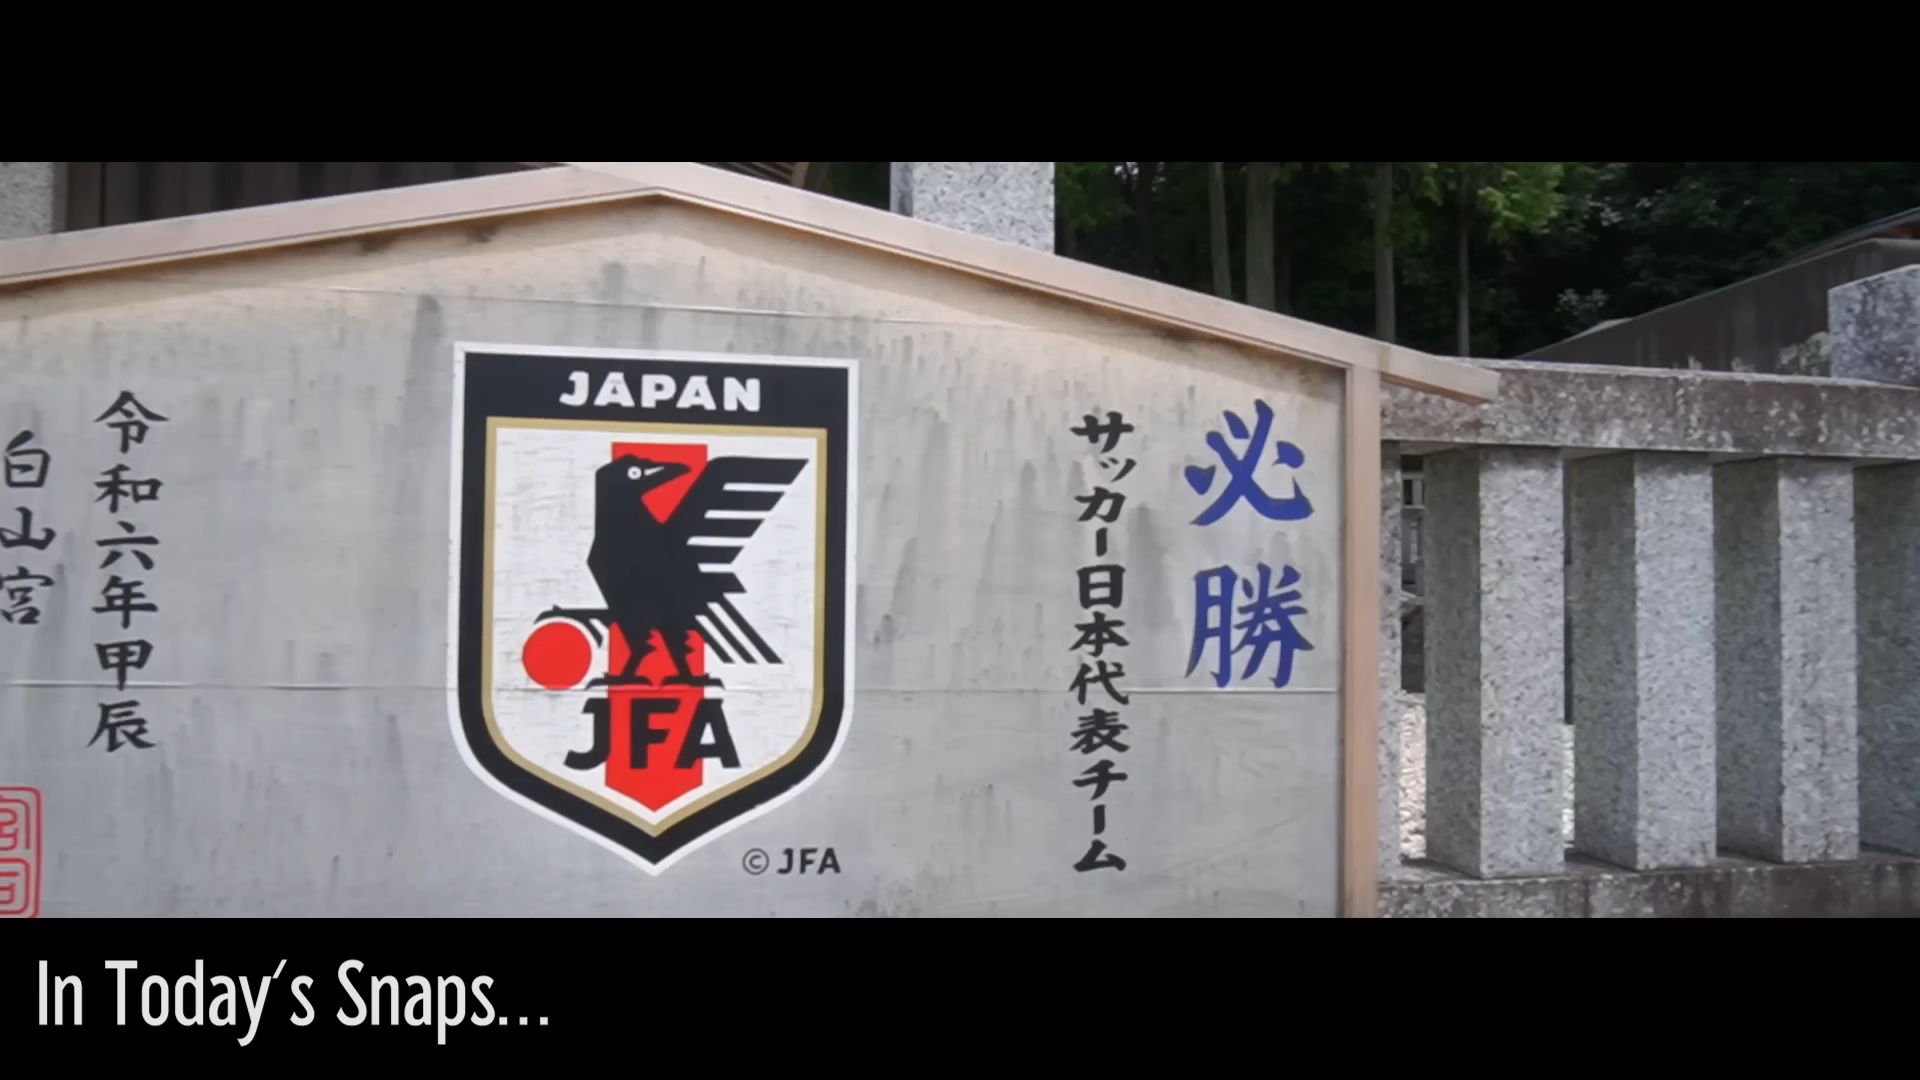 必勝
サッカー日本代表チーム
JAPAN
JFA
© JFA
令和六年甲辰
白山宮
In Today's Snaps...